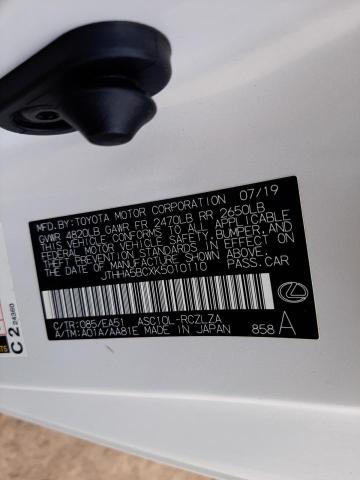 MFD.BY:TOYOTA MOTOR CORPORATION 07/19
GVWR 4820LB GAWR FR 2470LB RR 2650LB
THIS VEHICLE CONFORMS TO ALL APPLICABLE
FEDERAL MOTOR VEHICLE SAFETY, BUMPER, AND
THEFT PREVENTION STANDARDS IN EFFECT ON
THE DATE OF MANUFACTURE SHOWN ABOVE.
JTHHA5BCXK5010110 PASS.CAR
C/TR:085/EA51 ASC10L-RCZLZA
A/TM:A01A/AA81E MADE IN JAPAN 858 A
C2 24360